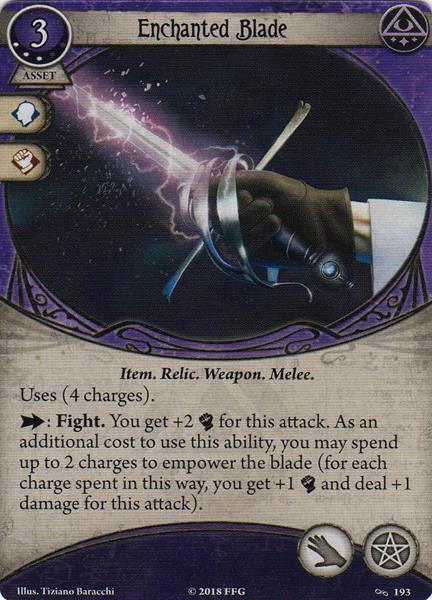 3
Enchanted Blade
ASSET
Item. Relic. Weapon. Melee.
Uses (4 charges).
: Fight. You get +2 for this attack. As an
additional cost to use this ability, you may spend
up to 2 charges to empower the blade (for each
charge spent in this way, you get +1 and deal +1
damage for this attack).
Illus. Tiziano Baracchi
© 2018 FFG
193